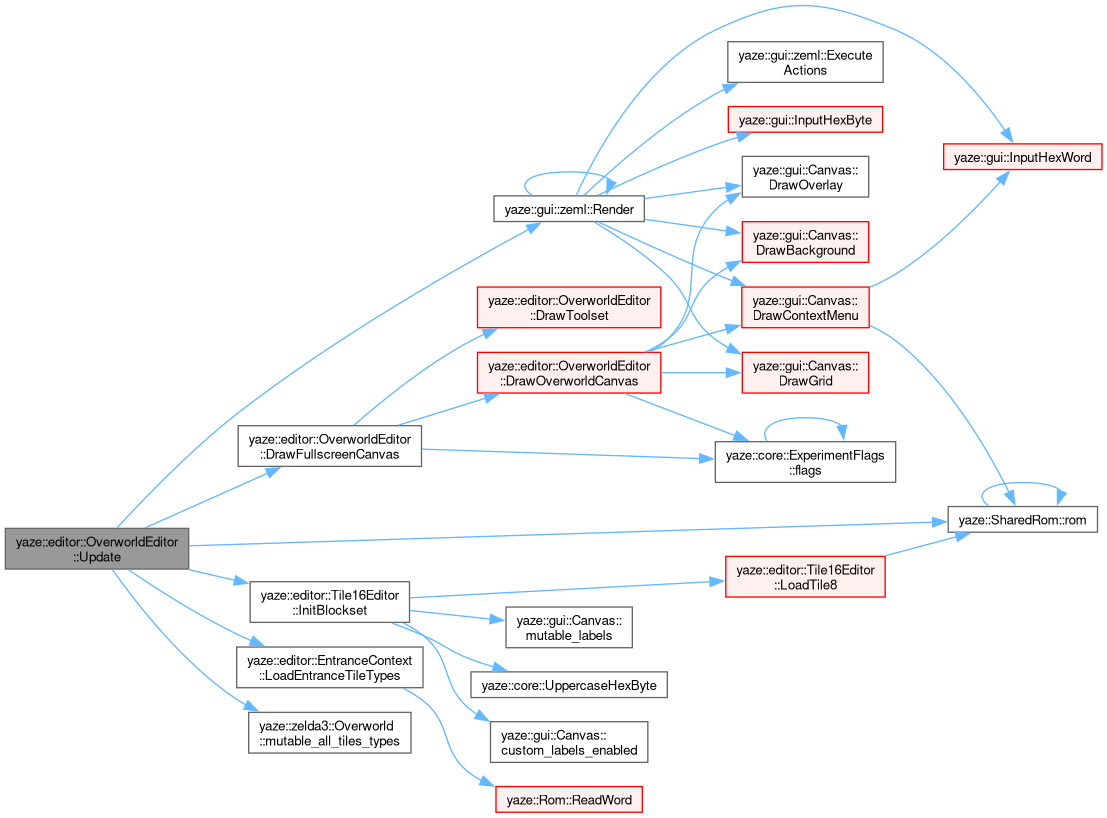 yaze::gui::zeml::Execute
Actions
yaze::gui::InputHexByte
yaze::gui::InputHexWord
yaze::gui::Canvas::
DrawOverlay
yaze::gui::zeml::Render
yaze::gui::Canvas::
DrawBackground
yaze::editor::OverworldEditor
::DrawToolset
yaze::gui::Canvas::
DrawContextMenu
yaze::editor::OverworldEditor
::DrawOverworldCanvas
yaze::gui::Canvas::
DrawGrid
yaze::editor::OverworldEditor
::DrawFullscreenCanvas
yaze::core::ExperimentFlags
::flags
yaze::SharedRom::rom
yaze::editor::OverworldEditor
::Update
yaze::editor::Tile16Editor
::LoadTile8
yaze::editor::Tile16Editor
::InitBlockset
yaze::gui::Canvas::
mutable_labels
yaze::editor::EntranceContext
::LoadEntranceTileTypes
yaze::core::UppercaseHexByte
yaze::zelda3::Overworld
::mutable_all_tiles_types
yaze::gui::Canvas::
custom_labels_enabled
yaze::Rom::ReadWord